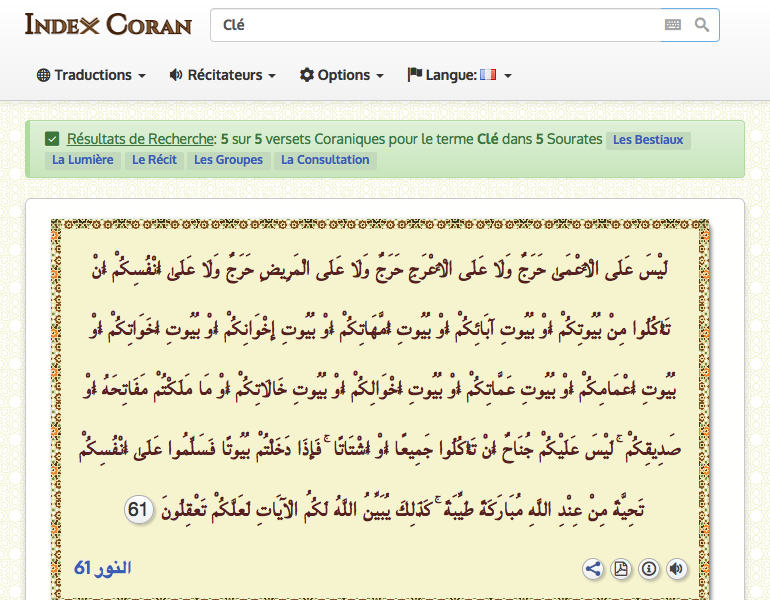 Index Coran
Clé
Traductions Récitateurs Options Langue:
Résultats de Recherche: 5 sur 5 versets Coraniques pour le terme Clé dans 5 Sourates Les Bestiaux
La Lumière Le Récit Les Groupes La Consultation
لَيْسَ عَلَى الْأَعْمَىٰ حَرَجٌ وَلَا عَلَى الْأَعْرَجِ حَرَجٌ وَلَا عَلَى الْمَرِيضِ حَرَجٌ وَلَا عَلَىٰ أَنْفُسِكُمْ أَنْ
تَأْكُلُوا مِنْ بُيُوتِكُمْ أَوْ بُيُوتِ آبَائِكُمْ أَوْ بُيُوتِ أُمَّهَاتِكُمْ أَوْ بُيُوتِ إِخْوَانِكُمْ أَوْ بُيُوتِ أَخَوَاتِكُمْ أَوْ
بُيُوتِ أَعْمَامِكُمْ أَوْ بُيُوتِ عَمَّاتِكُمْ أَوْ بُيُوتِ أَخْوَالِكُمْ أَوْ بُيُوتِ خَالَاتِكُمْ أَوْ مَا مَلَكْتُمْ مَفَاتِحَهُ أَوْ
صَدِيقِكُمْ ۚ لَيْسَ عَلَيْكُمْ جُنَاحٌ أَنْ تَأْكُلُوا جَمِيعًا أَوْ أَشْتَاتًا ۚ فَإِذَا دَخَلْتُمْ بُيُوتًا فَسَلِّمُوا عَلَىٰ أَنْفُسِكُمْ
تَحِيَّةً مِنْ عِنْدِ اللَّهِ مُبَارَكَةً طَيِّبَةً ۚ كَذَٰلِكَ يُبَيِّنُ اللَّهُ لَكُمُ الْآيَاتِ لَعَلَّكُمْ تَعْقِلُونَ 61
النور 61